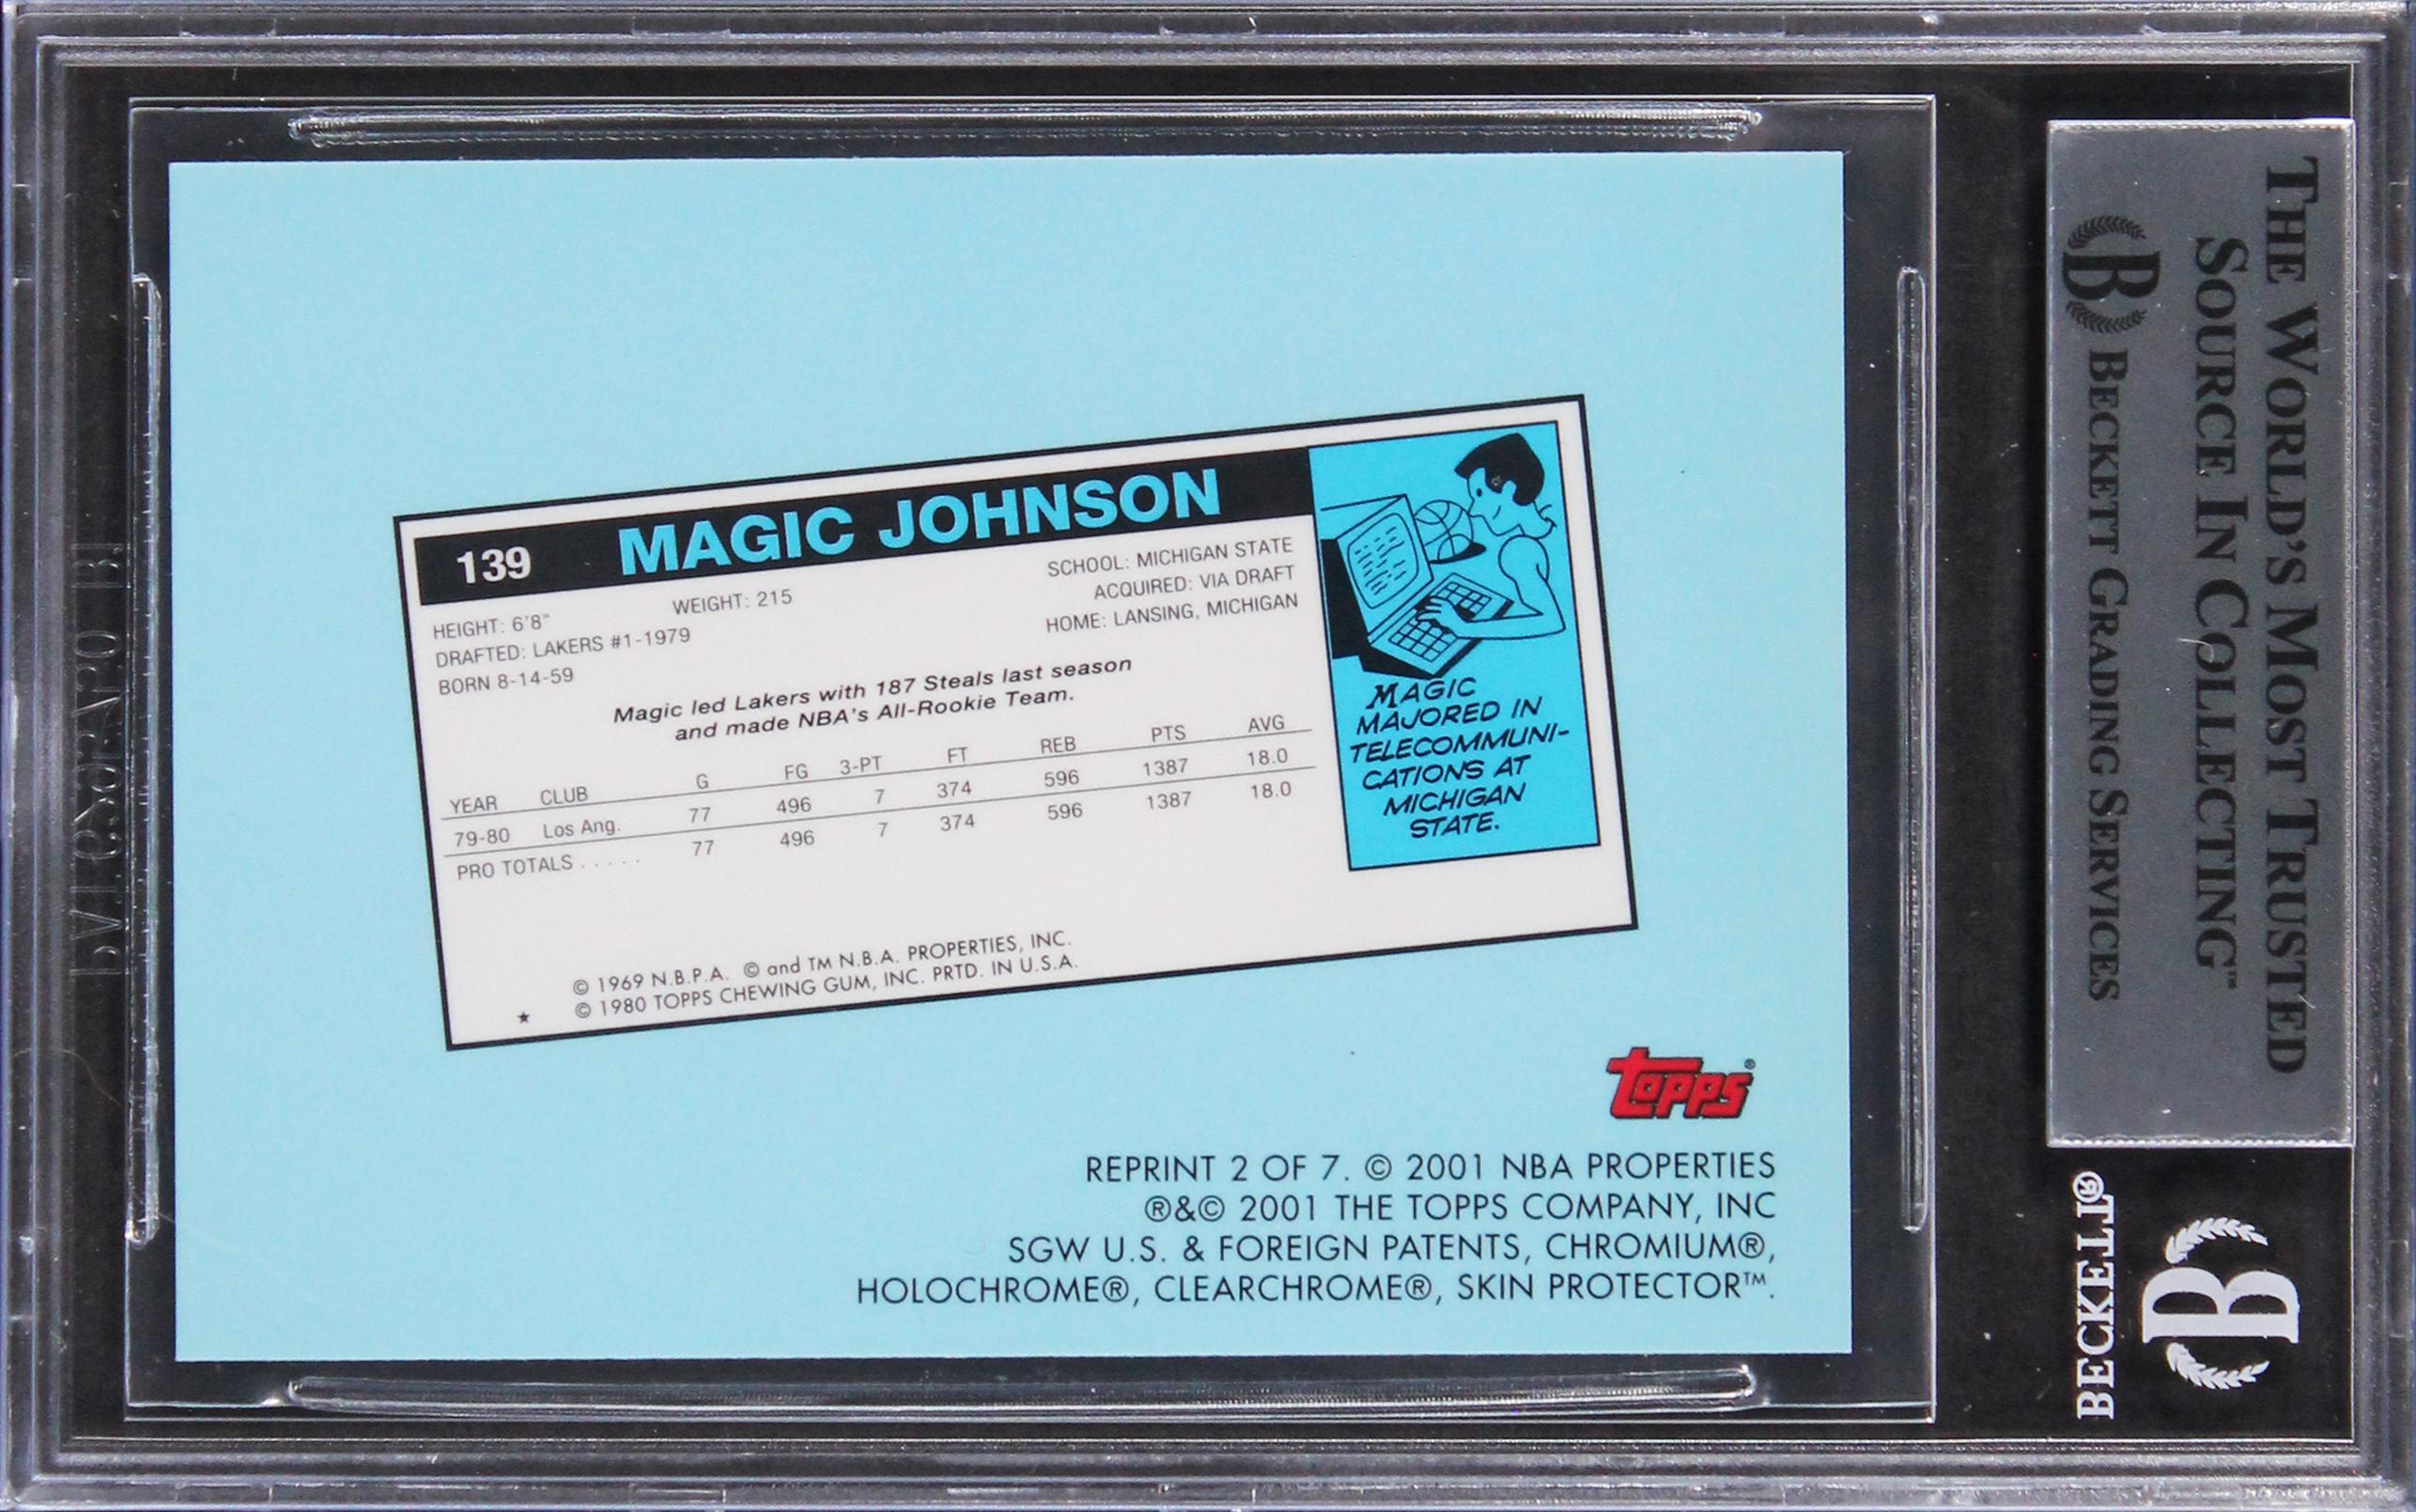 139 MAGIC JOHNSON
HEIGHT: 6'8" WEIGHT: 215 SCHOOL: MICHIGAN STATE
DRAFTED: LAKERS #1-1979 ACQUIRED: VIA DRAFT
BORN 8-14-59 HOME: LANSING, MICHIGAN
Magic led Lakers with 187 Steals last season
and made NBA's All-Rookie Team.
YEAR CLUB G FG 3-PT FT REB PTS AVG
79-80 Los Ang. 77 496 7 374 596 1387 18.0
PRO TOTALS . . . . . 77 496 7 374 596 1387 18.0
© 1969 N.B.P.A. © and TM N.B.A. PROPERTIES, INC.
★ © 1980 TOPPS CHEWING GUM, INC. PRTD. IN U.S.A.
MAGIC
MAJORED IN
TELECOMMUNI-
CATIONS AT
MICHIGAN
STATE.
topps®
REPRINT 2 OF 7. © 2001 NBA PROPERTIES
®&© 2001 THE TOPPS COMPANY, INC
SGW U.S. & FOREIGN PATENTS, CHROMIUM®,
HOLOCHROME®, CLEARCHROME®, SKIN PROTECTOR™.
THE WORLD'S MOST TRUSTED
SOURCE IN COLLECTING™
B BECKETT GRADING SERVICES
B
BECKETT®